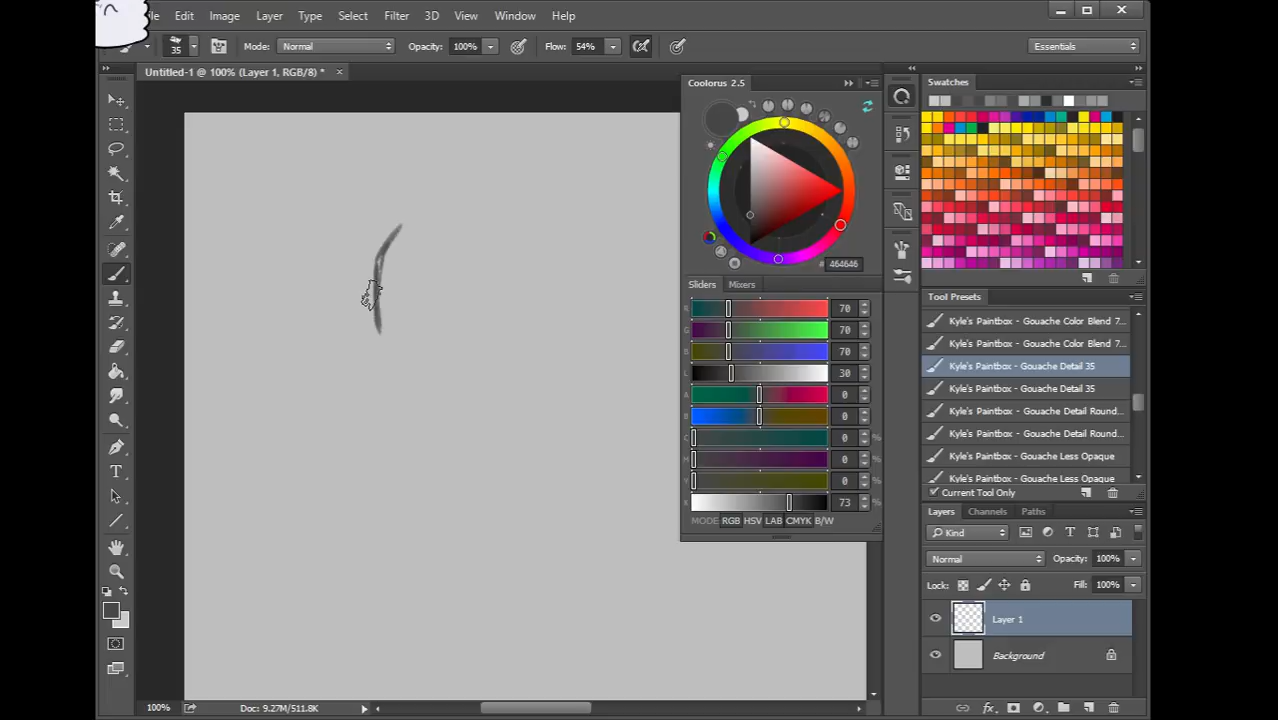 File Edit Image Layer Type Select Filter 3D View Window Help
35 Mode: Normal Opacity: 100% Flow: 54% Essentials
Untitled-1 @ 100% (Layer 1, RGB/8) *
Coolorus 2.5
# 464646
Sliders Mixers
R 70
G 70
B 70
L 30
A 0
B 0
C 0 %
M 0 %
Y 0 %
K 73 %
MODE RGB HSV LAB CMYK B/W
Swatches
Tool Presets
Kyle's Paintbox - Gouache Color Blend 7...
Kyle's Paintbox - Gouache Color Blend 7...
Kyle's Paintbox - Gouache Detail 35
Kyle's Paintbox - Gouache Detail 35
Kyle's Paintbox - Gouache Detail Round...
Kyle's Paintbox - Gouache Detail Round...
Kyle's Paintbox - Gouache Less Opaque
Kyle's Paintbox - Gouache Less Opaque
Current Tool Only
Layers Channels Paths
Kind
Normal Opacity: 100%
Lock: Fill: 100%
Layer 1
Background
100% Doc: 9.27M/511.8K